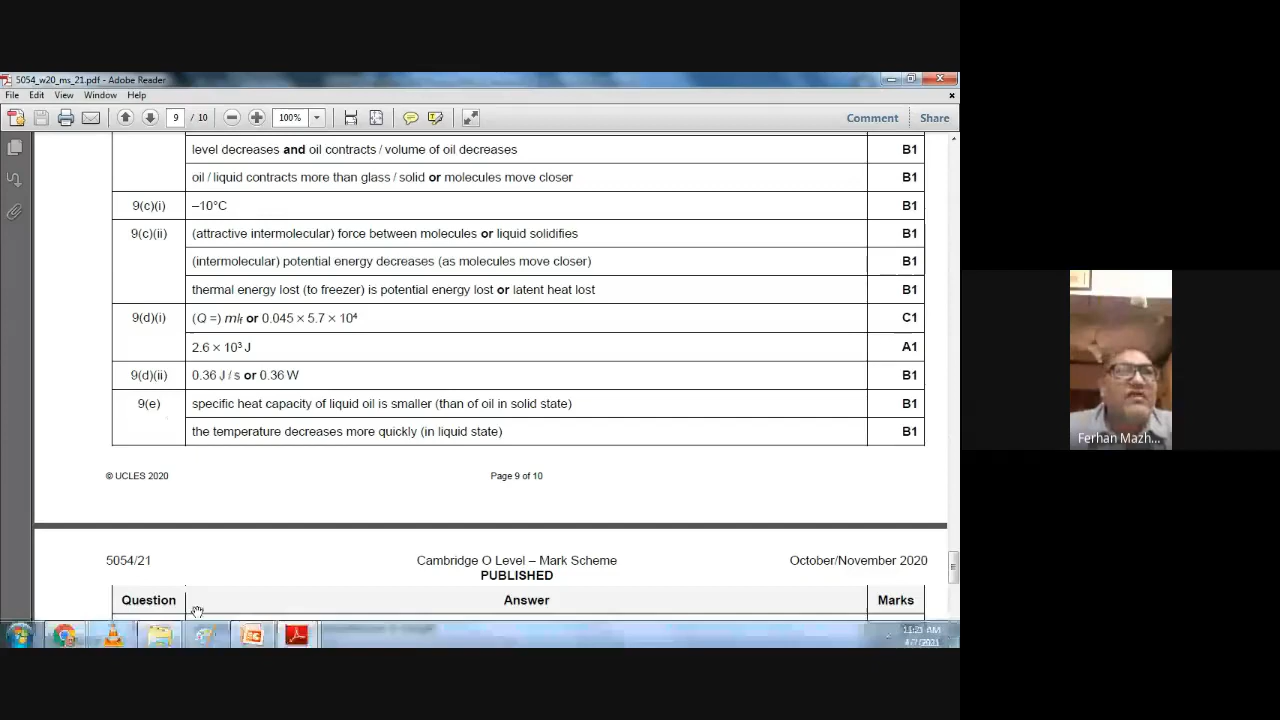 5054_w20_ms_21.pdf - Adobe Reader
File Edit View Window Help
9 / 10 100% Comment Share
level decreases and oil contracts / volume of oil decreases B1
oil / liquid contracts more than glass / solid or molecules move closer B1
9(c)(i) –10°C B1
9(c)(ii) (attractive intermolecular) force between molecules or liquid solidifies B1
(intermolecular) potential energy decreases (as molecules move closer) B1
thermal energy lost (to freezer) is potential energy lost or latent heat lost B1
9(d)(i) (Q =) mlf or 0.045 × 5.7 × 10⁴ C1
2.6 × 10³ J A1
9(d)(ii) 0.36 J / s or 0.36 W B1
9(e) specific heat capacity of liquid oil is smaller (than of oil in solid state) B1
the temperature decreases more quickly (in liquid state) B1
© UCLES 2020 Page 9 of 10
5054/21 Cambridge O Level – Mark Scheme October/November 2020
PUBLISHED
Question Answer Marks
Ferhan Mazh...
4/7/2021